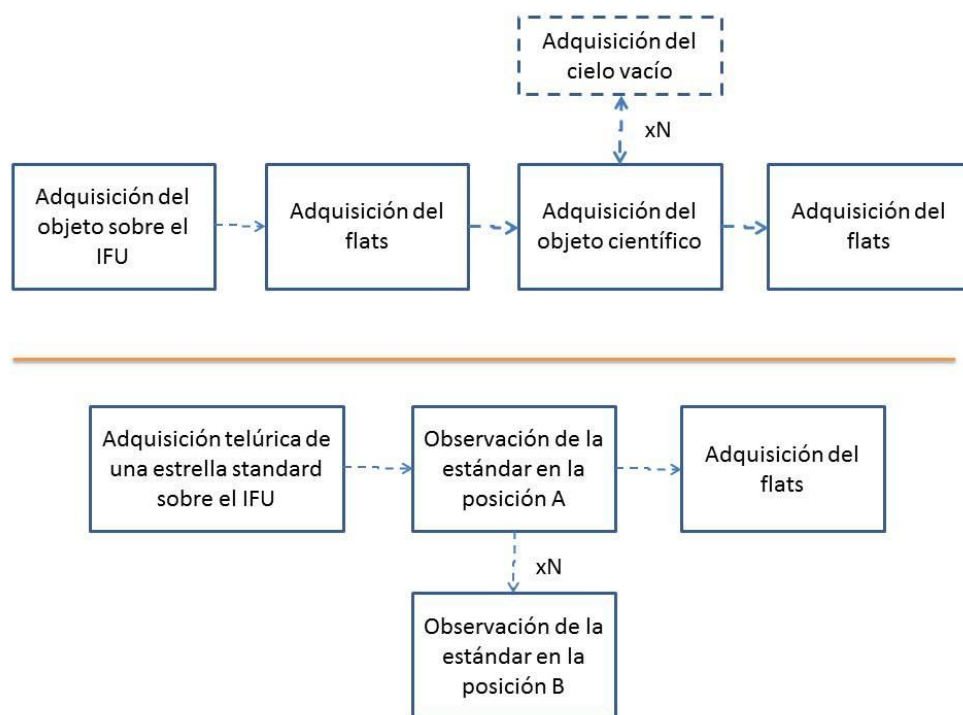 Adquisición del
cielo vacío
xN
Adquisición del
objeto sobre el
IFU
Adquisición del
flats
Adquisición del
objeto científico
Adquisición del
flats
Adquisición telúrica de
una estrella standard
sobre el IFU
Observación de la
estándar en la
posición A
Adquisición del
flats
xN
Observación de la
estándar en la
posición B